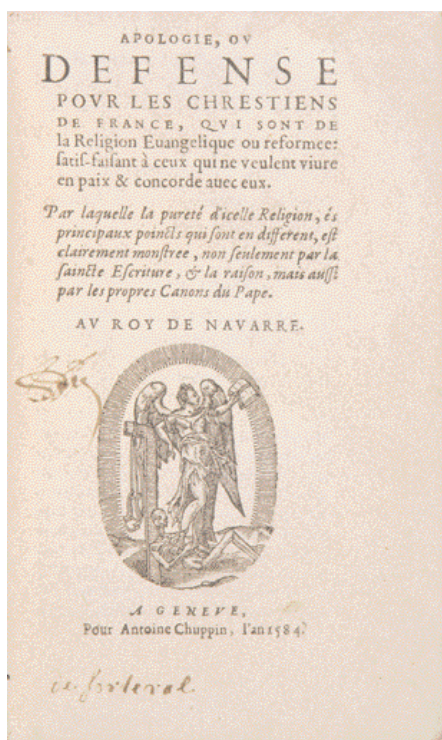 APOLOGIE, OV
DEFENSE
POVR LES CHRESTIENS
DE FRANCE, QVI SONT DE
la Religion Euangelique ou reformee:
satis-faisant à ceux qui ne veulent viure
en paix & concorde auec eux.
Par laquelle la pureté d'icelle Religion, és
principaux poincts qui sont en different, est
clairement monstree, non seulement par la
saincte Escriture, & la raison, mais aussi
par les propres Canons du Pape.
AV ROY DE NAVARRE.
A GENEVE,
Pour Antoine Chuppin, l'an 1584.